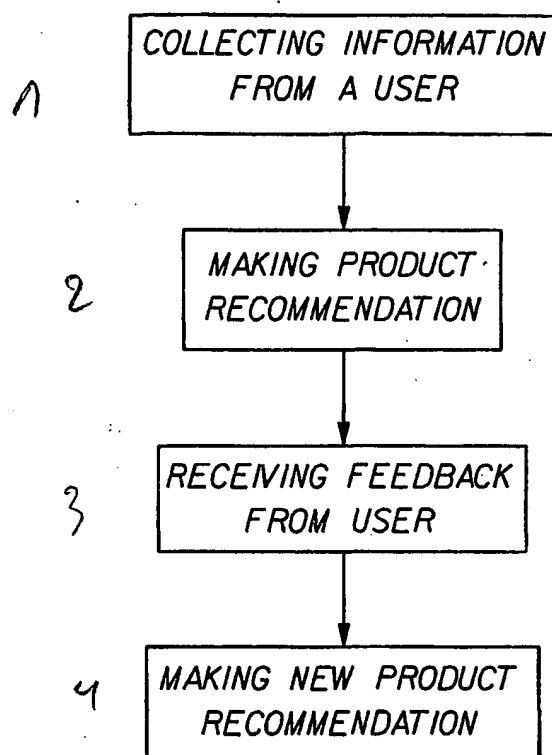 1
COLLECTING INFORMATION
FROM A USER
2
MAKING PRODUCT
RECOMMENDATION
3
RECEIVING FEEDBACK
FROM USER
4
MAKING NEW PRODUCT
RECOMMENDATION